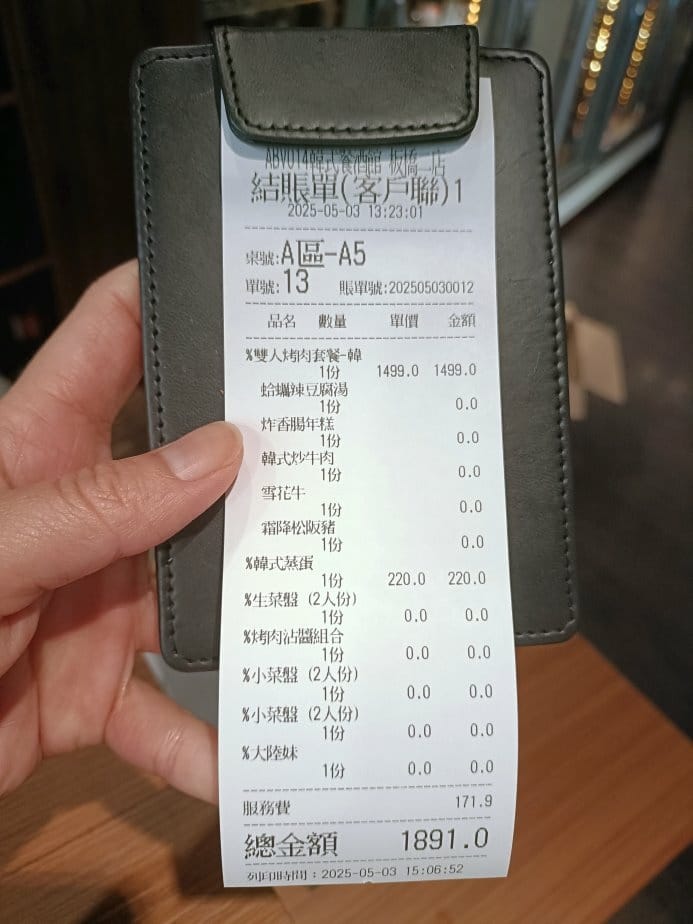 ABV014韓式餐酒館 板橋二店
結賬單(客戶聯)1
2025-05-03 13:23:01
桌號:A區-A5
單號:13 賬單號:202505030012
品名 數量 單價 金額
%雙人烤肉套餐-韓
1份 1499.0 1499.0
蛤蠣辣豆腐湯
1份 0.0
炸香腸年糕
1份 0.0
韓式炒牛肉
1份 0.0
雪花牛
1份 0.0
霜降松阪豬
1份 0.0
%韓式蒸蛋
1份 220.0 220.0
%生菜盤 (2人份)
1份 0.0 0.0
%烤肉沾醬組合
1份 0.0 0.0
%小菜盤 (2人份)
1份 0.0 0.0
%小菜盤 (2人份)
1份 0.0 0.0
%大陸妹
1份 0.0 0.0
服務費 171.9
總金額 1891.0
列印時間：2025-05-03 15:06:52